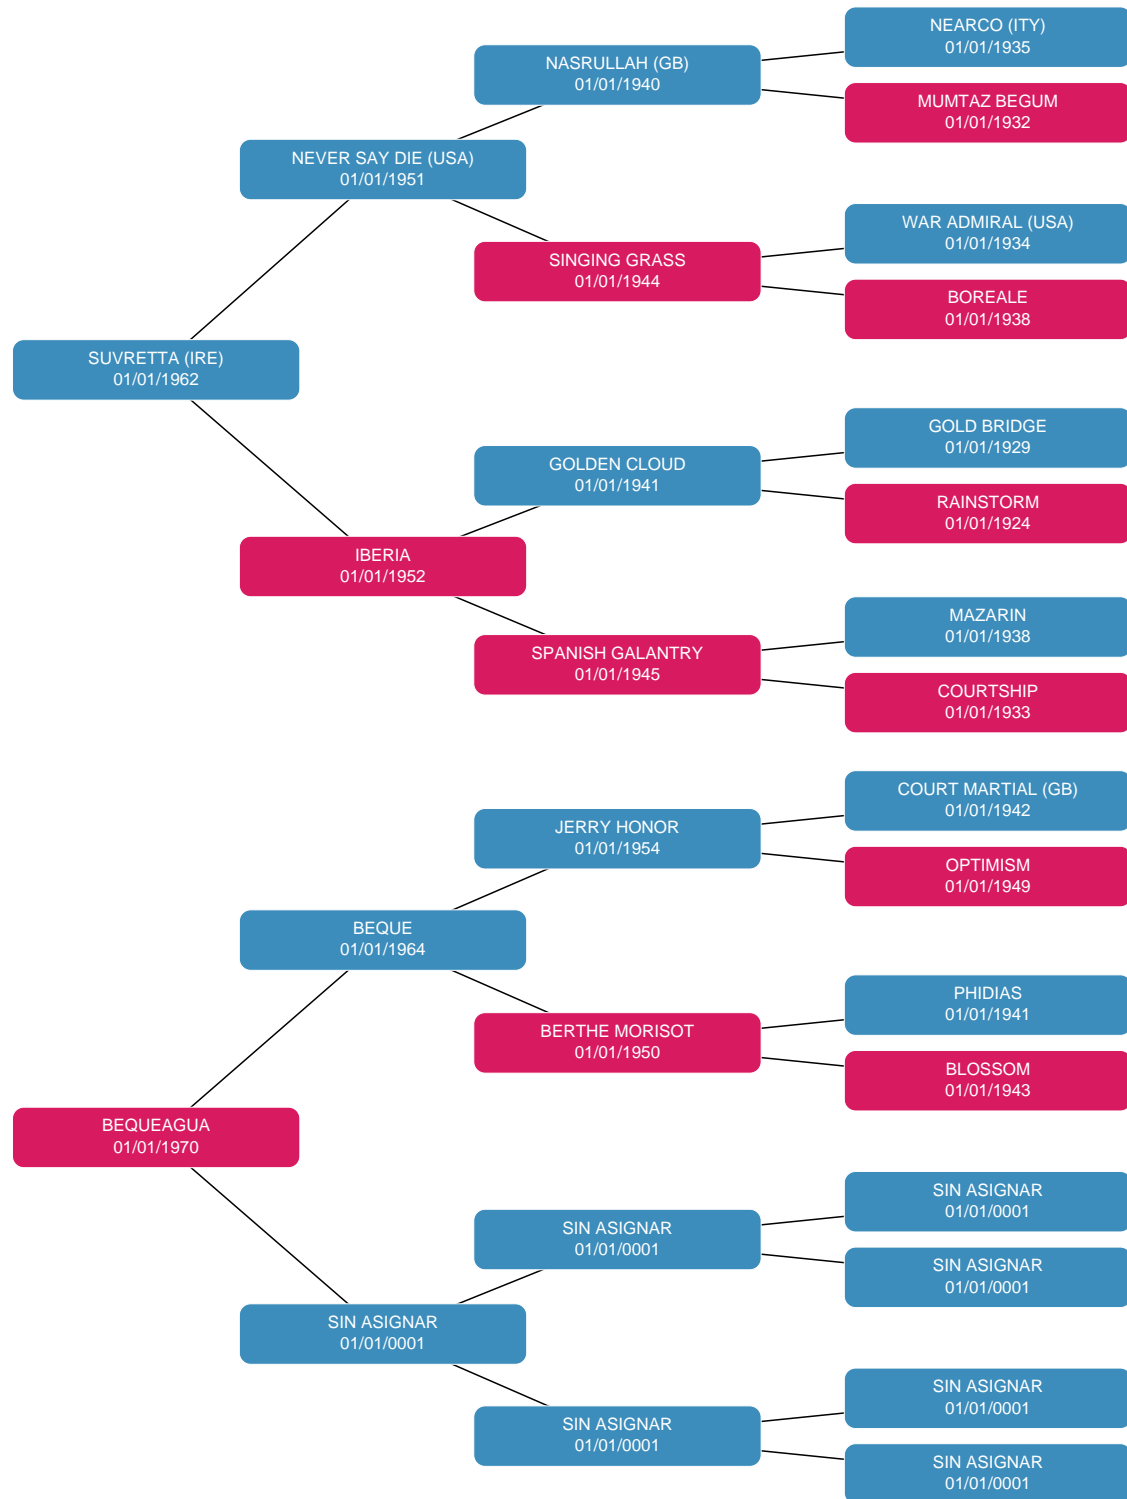 NEARCO (ITY)
01/01/1935
NASRULLAH (GB)
01/01/1940
MUMTAZ BEGUM
01/01/1932
NEVER SAY DIE (USA)
01/01/1951
WAR ADMIRAL (USA)
01/01/1934
SINGING GRASS
01/01/1944
BOREALE
01/01/1938
SUVRETTA (IRE)
01/01/1962
GOLD BRIDGE
01/01/1929
GOLDEN CLOUD
01/01/1941
RAINSTORM
01/01/1924
IBERIA
01/01/1952
MAZARIN
01/01/1938
SPANISH GALANTRY
01/01/1945
COURTSHIP
01/01/1933
COURT MARTIAL (GB)
01/01/1942
JERRY HONOR
01/01/1954
OPTIMISM
01/01/1949
BEQUE
01/01/1964
PHIDIAS
01/01/1941
BERTHE MORISOT
01/01/1950
BLOSSOM
01/01/1943
BEQUEAGUA
01/01/1970
SIN ASIGNAR
01/01/0001
SIN ASIGNAR
01/01/0001
SIN ASIGNAR
01/01/0001
SIN ASIGNAR
01/01/0001
SIN ASIGNAR
01/01/0001
SIN ASIGNAR
01/01/0001
SIN ASIGNAR
01/01/0001